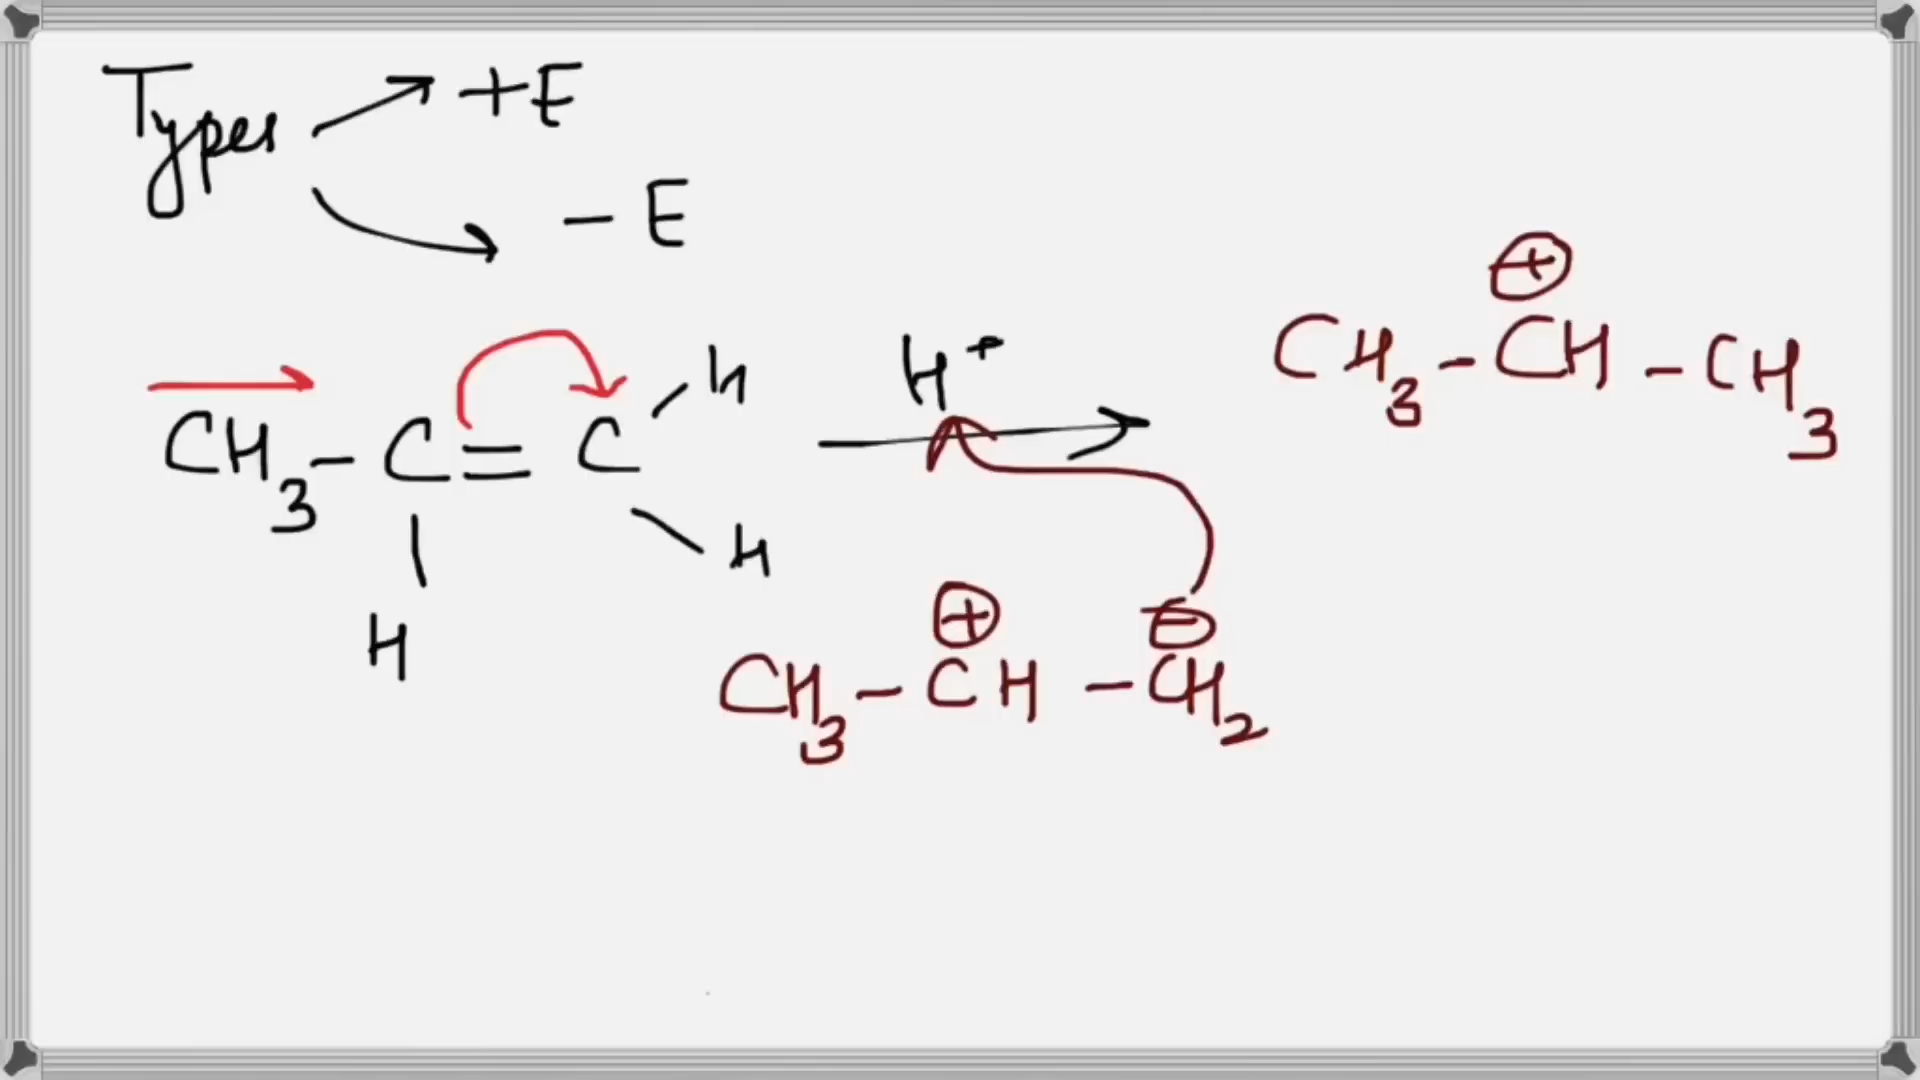 Types
+E
- E
CH3 - C = C
H
H
H
H+
CH3 - CH - CH3
+
CH3 - CH - CH2
+ -